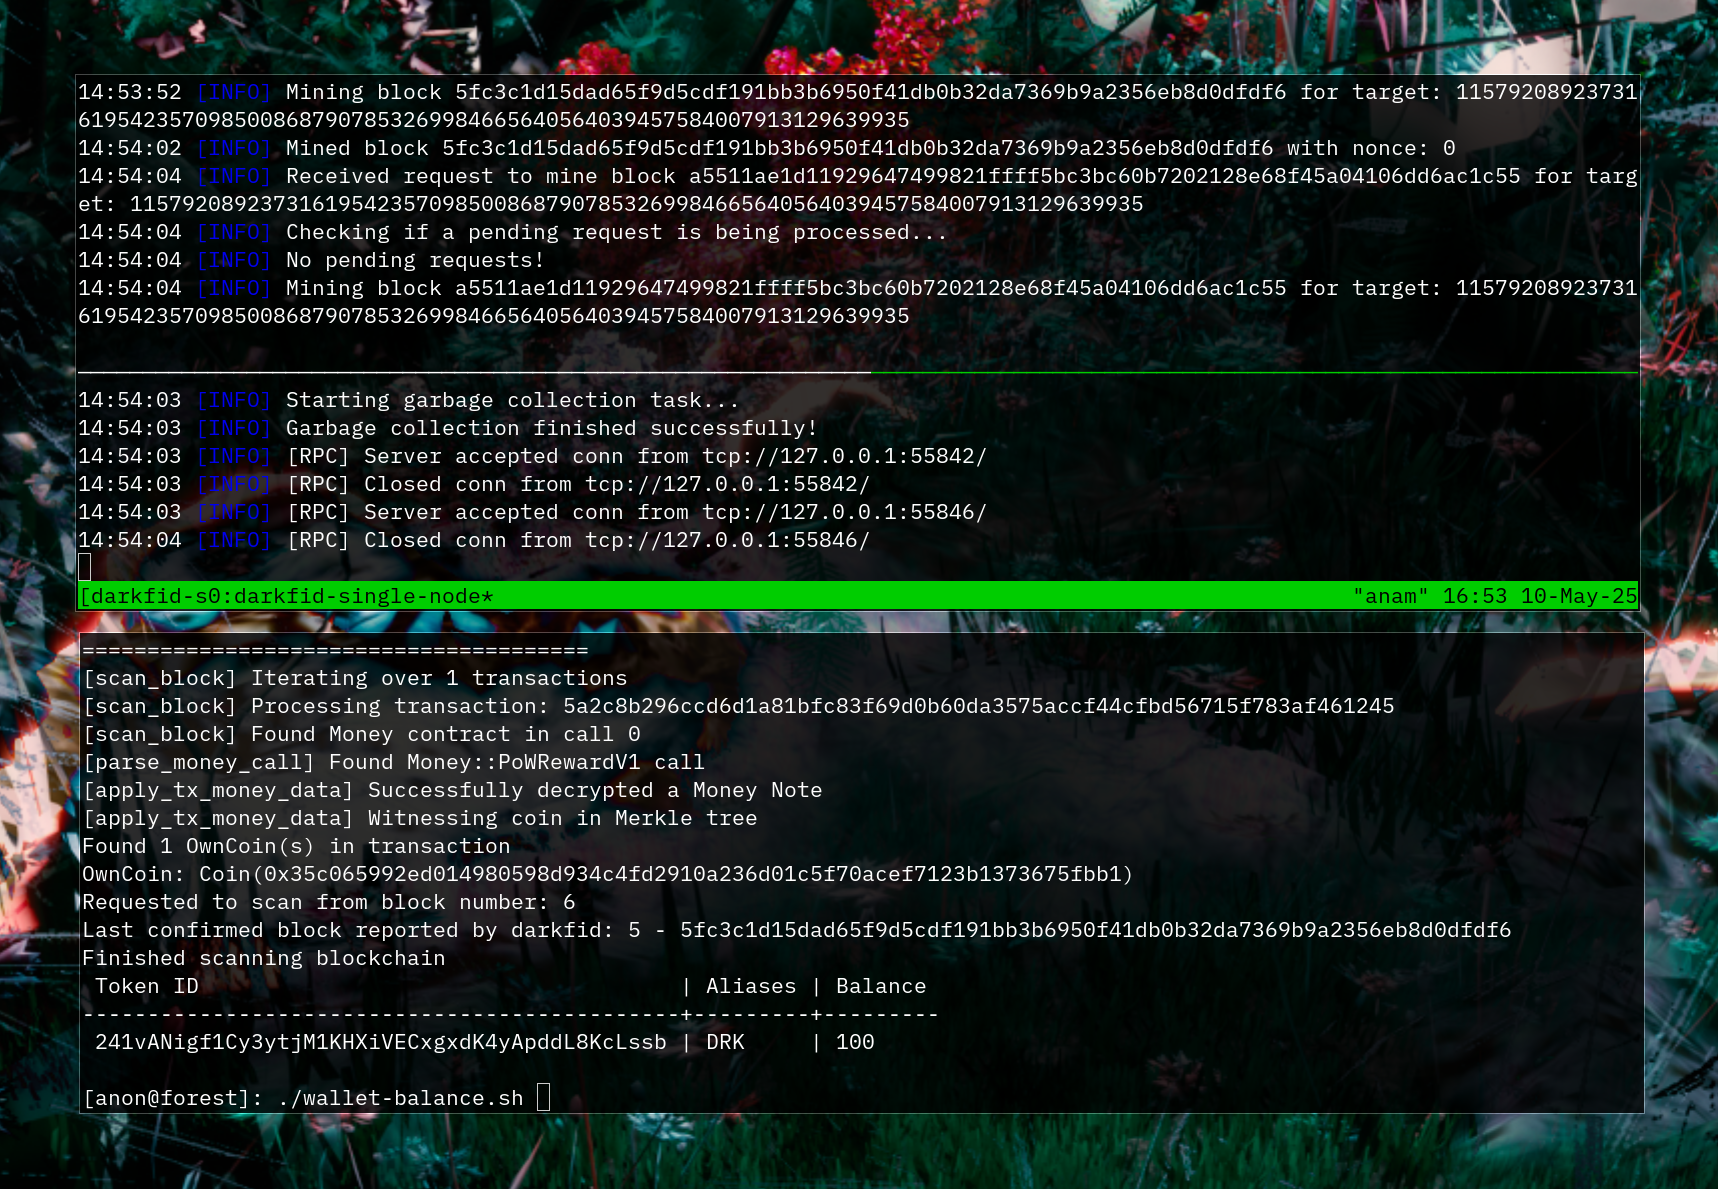 14:53:52 [INFO] Mining block 5fc3c1d15dad65f9d5cdf191bb3b6950f41db0b32da7369b9a2356eb8d0dfdf6 for target: 11579208923731
61954235709850086879078532699846656405640394575840079131296399​35
14:54:02 [INFO] Mined block 5fc3c1d15dad65f9d5cdf191bb3b6950f41db0b32da7369b9a2356eb8d0dfdf6 with nonce: 0
14:54:04 [INFO] Received request to mine block a5511ae1d11929647499821ffff5bc3bc60b7202128e68f45a04106dd6ac1c55 for targ
et: 115792089237316195423570985008687907853269984665640564039457584007913129639935
14:54:04 [INFO] Checking if a pending request is being processed...
14:54:04 [INFO] No pending requests!
14:54:04 [INFO] Mining block a5511ae1d11929647499821ffff5bc3bc60b7202128e68f45a04106dd6ac1c55 for target: 11579208923731
6195423570985008687907853269984665640564039457584007913129639935
14:54:03 [INFO] Starting garbage collection task...
14:54:03 [INFO] Garbage collection finished successfully!
14:54:03 [INFO] [RPC] Server accepted conn from tcp://127.0.0.1:55842/
14:54:03 [INFO] [RPC] Closed conn from tcp://127.0.0.1:55842/
14:54:03 [INFO] [RPC] Server accepted conn from tcp://127.0.0.1:55846/
14:54:04 [INFO] [RPC] Closed conn from tcp://127.0.0.1:55846/
[darkfid-s0:darkfid-single-node* "anam" 16:53 10-May-25
=======================================
[scan_block] Iterating over 1 transactions
[scan_block] Processing transaction: 5a2c8b296ccd6d1a81bfc83f69d0b60da3575accf44cfbd56715f783af461245
[scan_block] Found Money contract in call 0
[parse_money_call] Found Money::PoWRewardV1 call
[apply_tx_money_data] Successfully decrypted a Money Note
[apply_tx_money_data] Witnessing coin in Merkle tree
Found 1 OwnCoin(s) in transaction
OwnCoin: Coin(0x35c065992ed014980598d934c4fd2910a236d01c5f70acef7123b1373675fbb1)
Requested to scan from block number: 6
Last confirmed block reported by darkfid: 5 - 5fc3c1d15dad65f9d5cdf191bb3b6950f41db0b32da7369b9a2356eb8d0dfdf6
Finished scanning blockchain
Token ID | Aliases | Balance
----------------------------------------------+---------+---------
241vANigf1Cy3ytjM1KHXiVECxgxdK4yApddL8KcLssb | DRK | 100
[anon@forest]: ./wallet-balance.sh